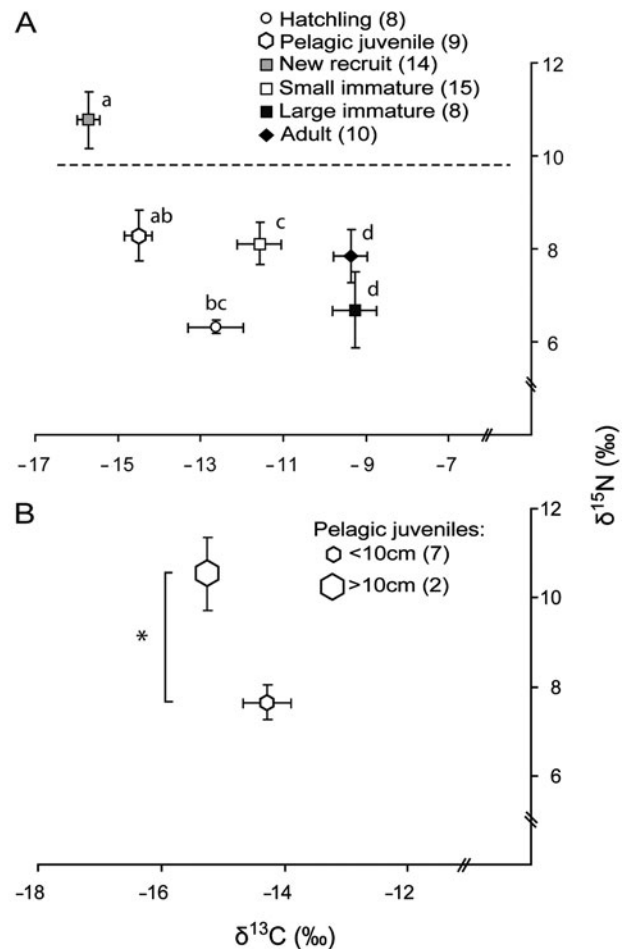 A
Hatchling (8)
Pelagic juvenile (9)
New recruit (14)
Small immature (15)
Large immature (8)
Adult (10)
12
a
10
ab
c
d
8
bc
d
6
-17
-15
-13
-11
-9
-7
δ¹⁵N (‰)
B
12
Pelagic juveniles:
<10cm (7)
>10cm (2)
10
*
8
6
-18
-16
-14
-12
δ¹³C (‰)